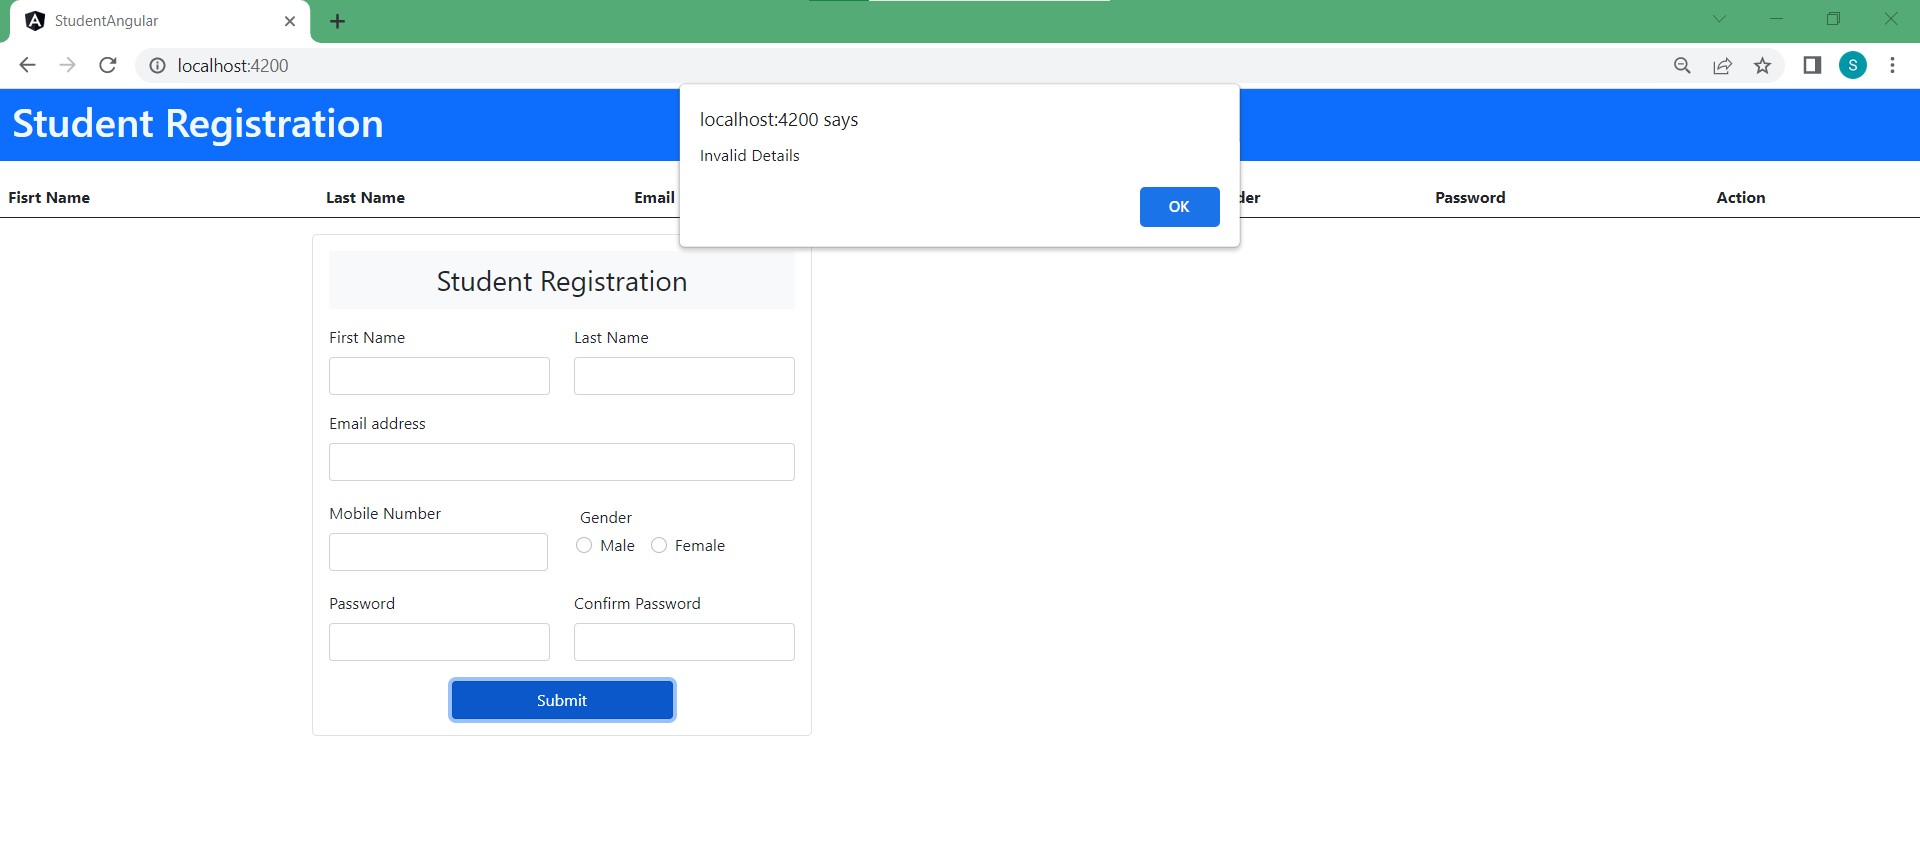 StudentAngular
localhost:4200
S
Student Registration
localhost:4200 says
Invalid Details
OK
Fisrt Name Last Name Email der Password Action
Student Registration
First Name Last Name
Email address
Mobile Number Gender
Male Female
Password Confirm Password
Submit